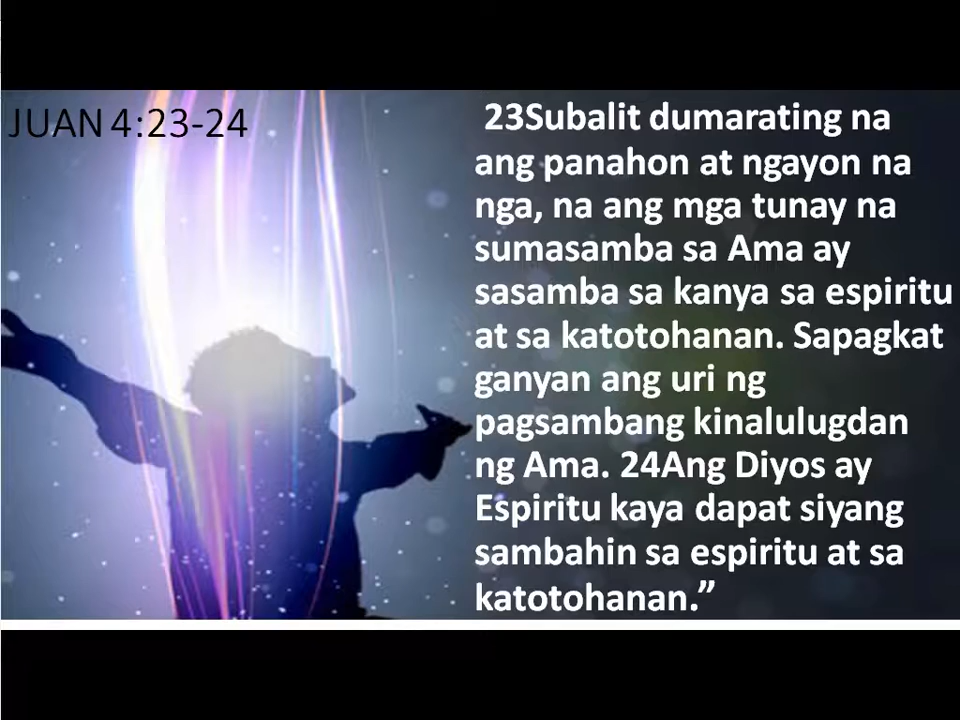 JUAN 4:23-24
23Subalit dumarating na
ang panahon at ngayon na
nga, na ang mga tunay na
sumasamba sa Ama ay
sasamba sa kanya sa espiritu
at sa katotohanan. Sapagkat
ganyan ang uri ng
pagsambang kinalulugdan
ng Ama. 24Ang Diyos ay
Espiritu kaya dapat siyang
sambahin sa espiritu at sa
katotohanan.”